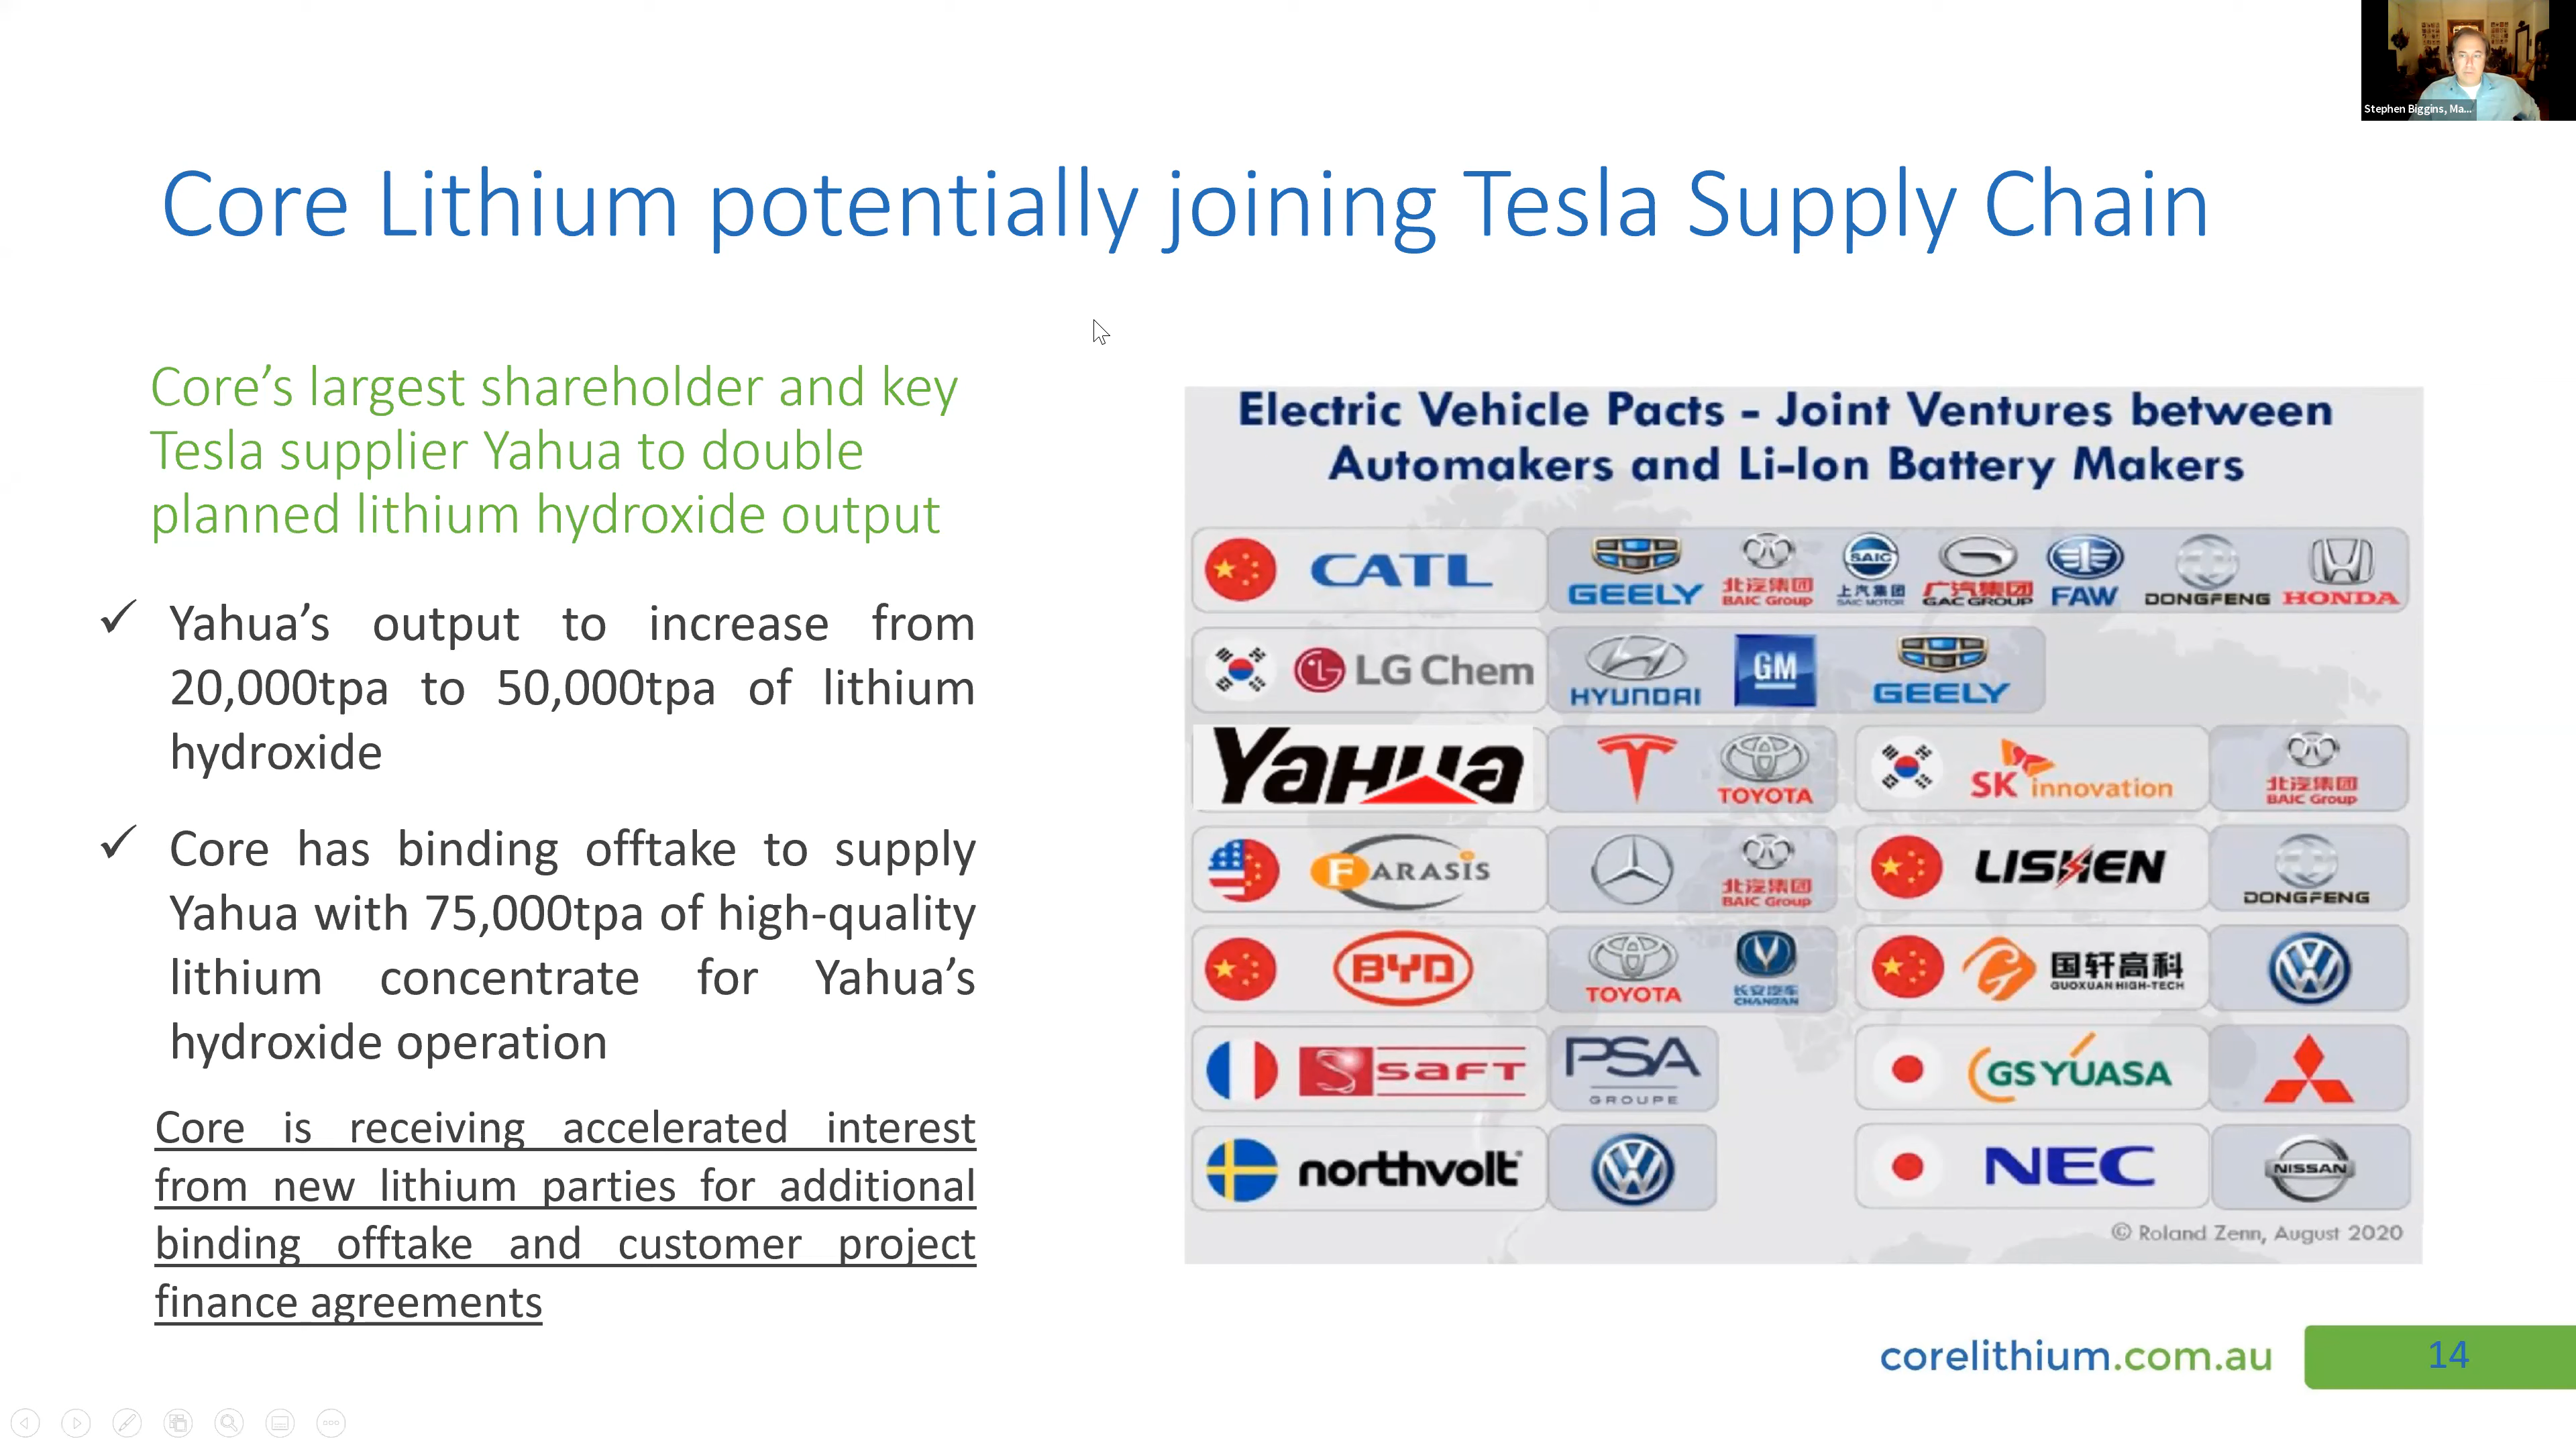 Stephen Biggins, Ma...
Core Lithium potentially joining Tesla Supply Chain
Core's largest shareholder and key
Tesla supplier Yahua to double
planned lithium hydroxide output
✓ Yahua's output to increase from
20,000tpa to 50,000tpa of lithium
hydroxide
✓ Core has binding offtake to supply
Yahua with 75,000tpa of high-quality
lithium concentrate for Yahua's
hydroxide operation
Core is receiving accelerated interest
from new lithium parties for additional
binding offtake and customer project
finance agreements
Electric Vehicle Pacts - Joint Ventures between
Automakers and Li-Ion Battery Makers
CATL GEELY 北汽集团 BAIC Group SAIC 上汽集团 SAIC MOTOR 广汽集团 GAC GROUP FAW DONGFENG HONDA
LG Chem HYUNDAI GM GEELY
YaHua TOYOTA SK innovation 北汽集团 BAIC Group
FARASIS 北汽集团 BAIC Group LISHEN DONGFENG
BYD TOYOTA 长安汽车 CHANGAN 国轩高科 GUOXUAN HIGH-TECH
SAFT PSA GROUPE GS YUASA
northvolt NEC NISSAN
© Roland Zenn, August 2020
corelithium.com.au
14